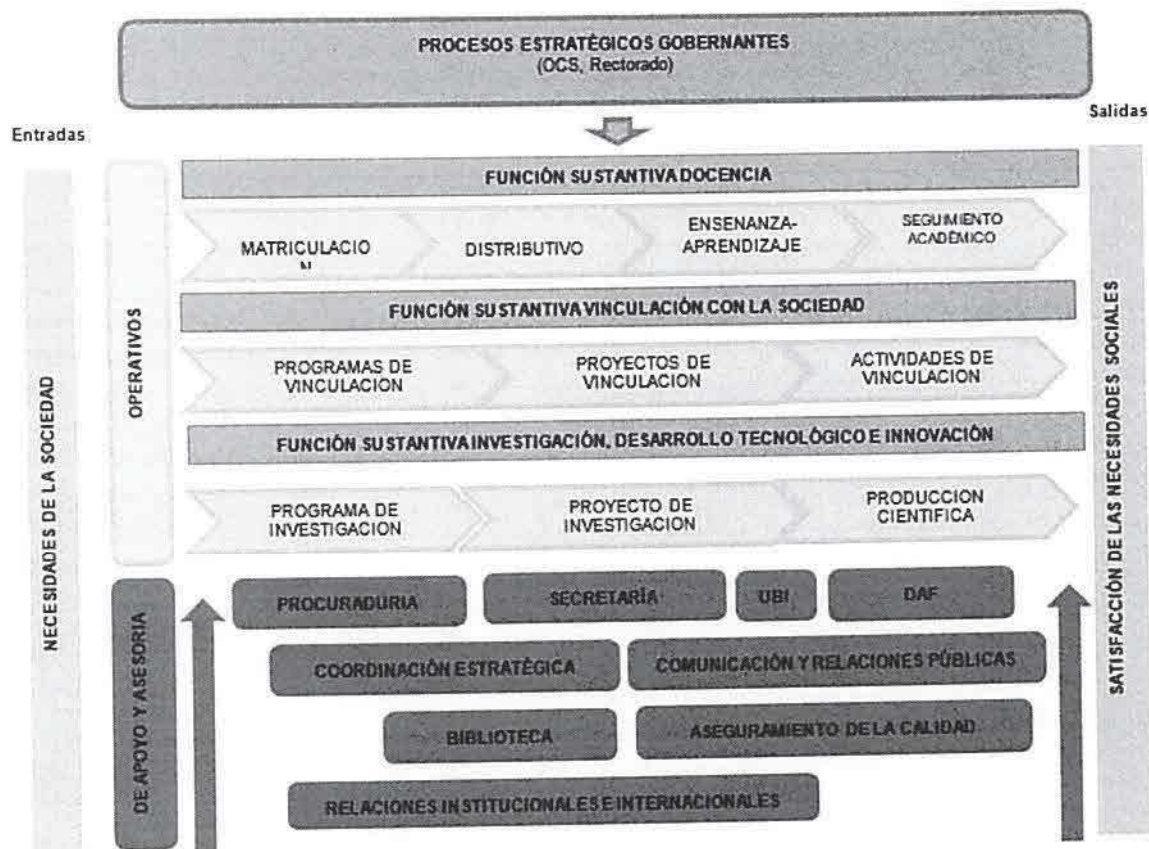 PROCESOS ESTRATÉGICOS GOBERNANTES
(OCS, Rectorado)
Entradas
Salidas
NECESIDADES DE LA SOCIEDAD
OPERATIVOS
FUNCIÓN SUSTANTIVA DOCENCIA
MATRICULACIO
N
DISTRIBUTIVO
ENSENANZA-
APRENDIZAJE
SEGUIMIENTO
ACADÉMICO
FUNCIÓN SUSTANTIVA VINCULACIÓN CON LA SOCIEDAD
PROGRAMAS DE
VINCULACION
PROYECTOS DE
VINCULACION
ACTIVIDADES DE
VINCULACION
FUNCIÓN SUSTANTIVA INVESTIGACIÓN, DESARROLLO TECNOLÓGICO E INNOVACIÓN
PROGRAMA DE
INVESTIGACION
PROYECTO DE
INVESTIGACION
PRODUCCION
CIENTIFICA
DE APOYO Y ASESORIA
PROCURADURIA
SECRETARÍA
UBI
DAF
COORDINACIÓN ESTRATÉGICA
COMUNICACIÓN Y RELACIONES PÚBLICAS
BIBLIOTECA
ASEGURAMIENTO DE LA CALIDAD
RELACIONES INSTITUCIONALES E INTERNACIONALES
SATISFACCIÓN DE LAS NECESIDADES SOCIALES